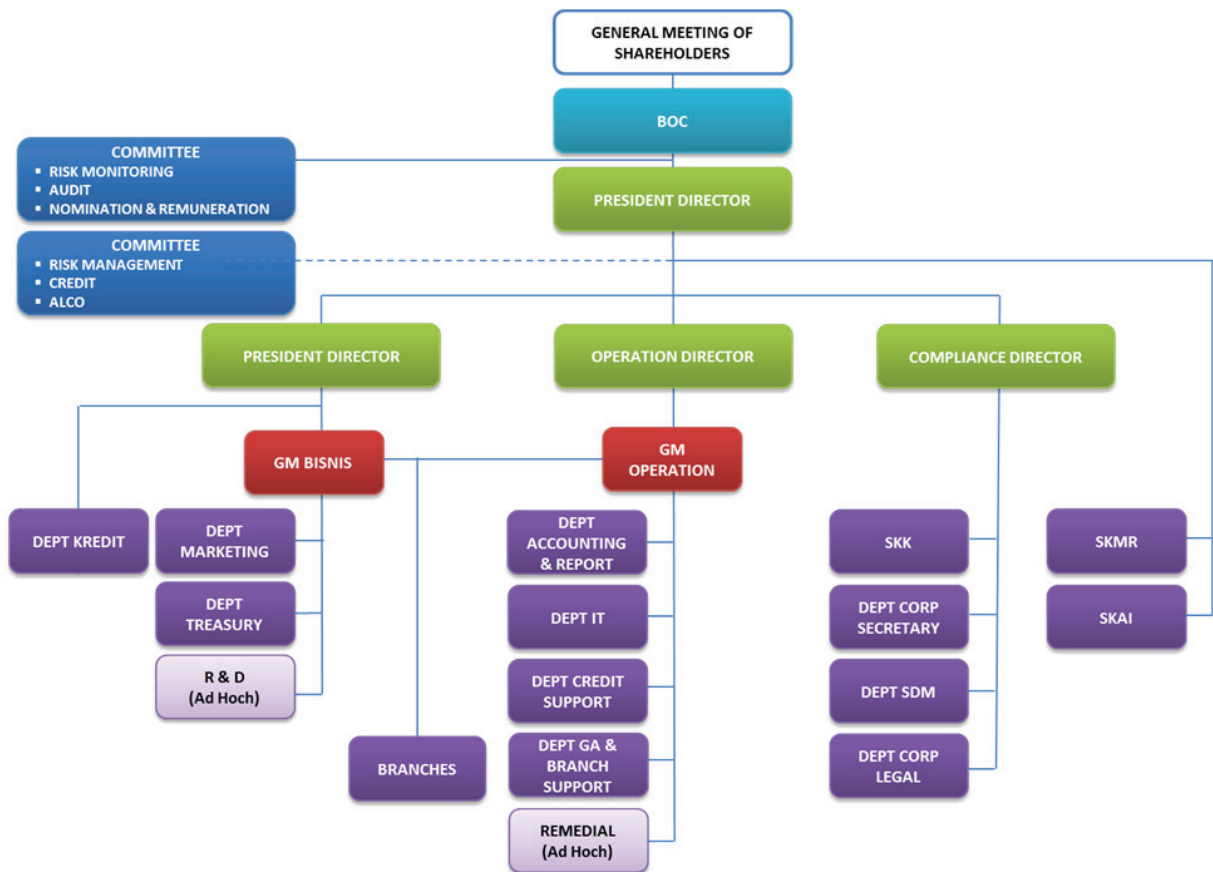 GENERAL MEETING OF
SHAREHOLDERS
BOC
COMMITTEE
▪ RISK MONITORING
▪ AUDIT
▪ NOMINATION & REMUNERATION
PRESIDENT DIRECTOR
COMMITTEE
▪ RISK MANAGEMENT
▪ CREDIT
▪ ALCO
PRESIDENT DIRECTOR
OPERATION DIRECTOR
COMPLIANCE DIRECTOR
GM BISNIS
GM
OPERATION
DEPT KREDIT
DEPT
MARKETING
DEPT
TREASURY
R & D
(Ad Hoch)
BRANCHES
DEPT
ACCOUNTING
& REPORT
DEPT IT
DEPT CREDIT
SUPPORT
DEPT GA &
BRANCH
SUPPORT
REMEDIAL
(Ad Hoch)
SKK
DEPT CORP
SECRETARY
DEPT SDM
DEPT CORP
LEGAL
SKMR
SKAI